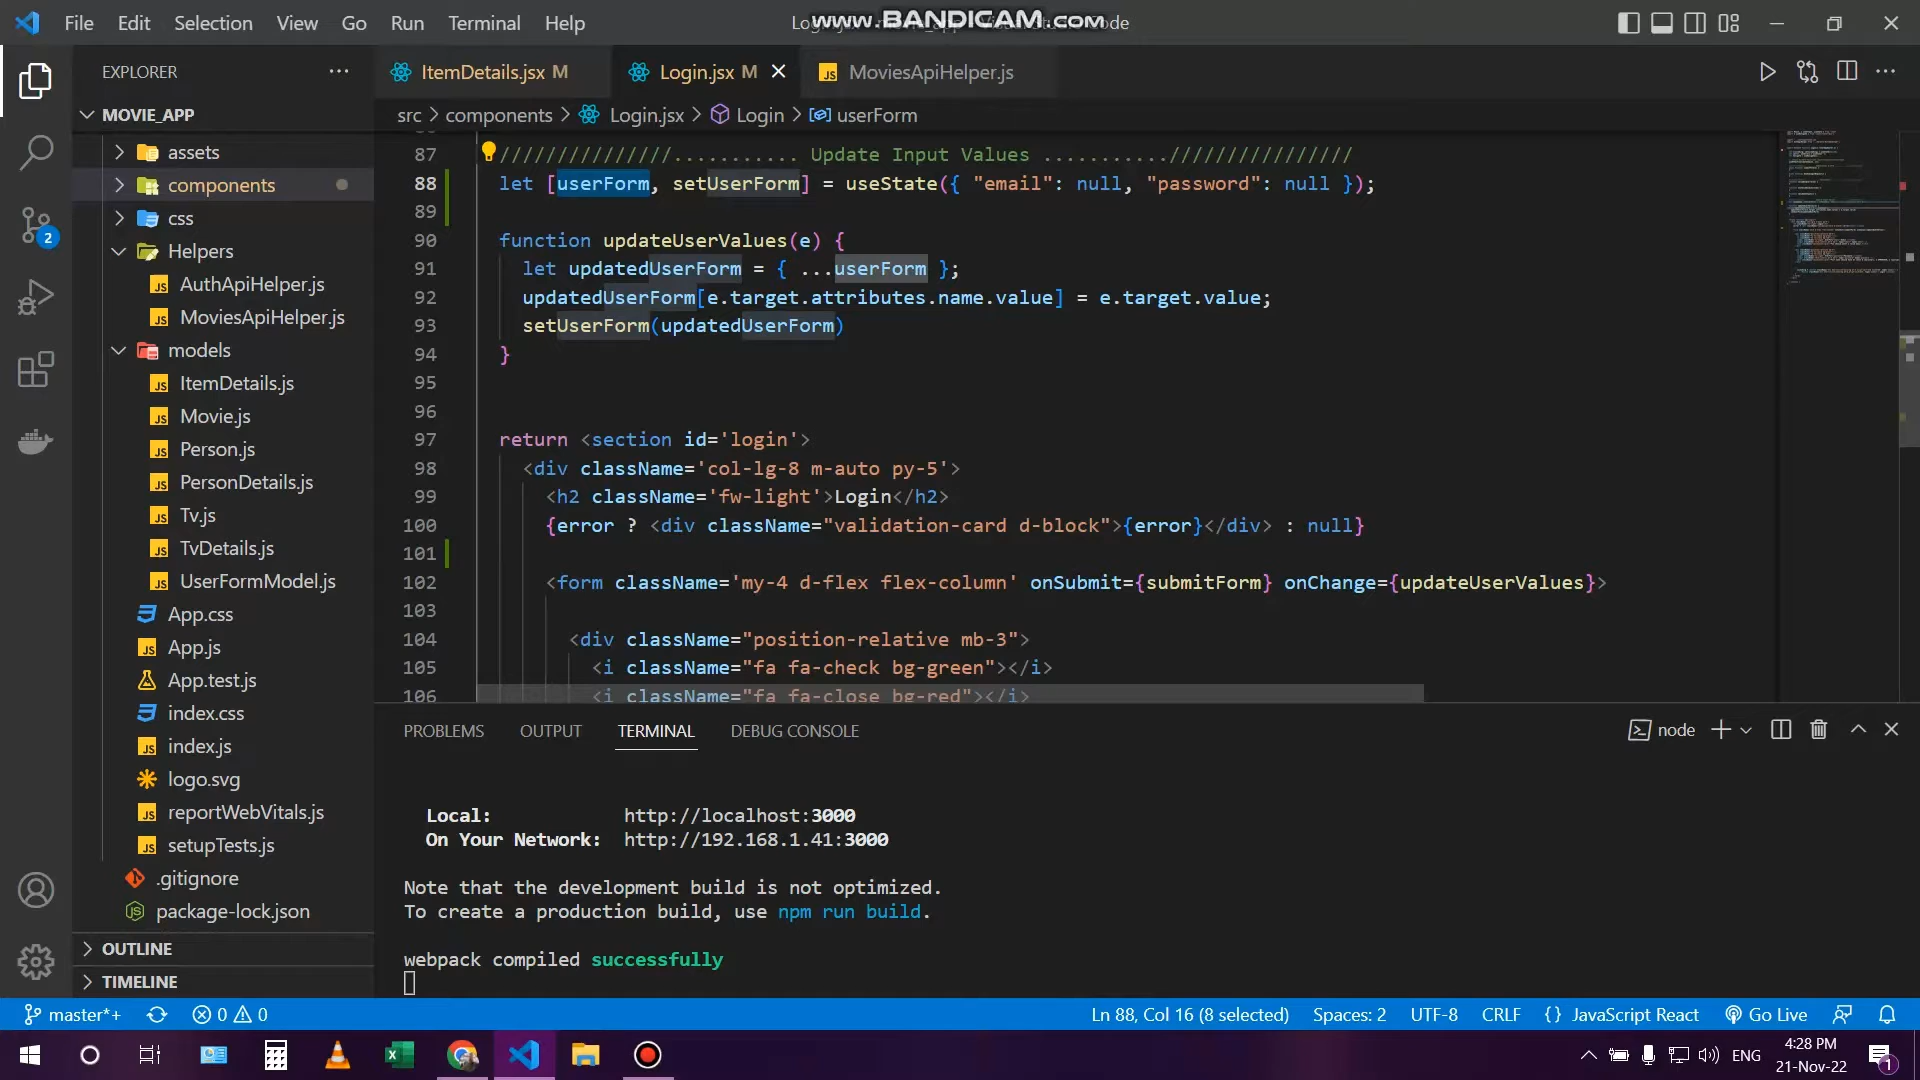 File Edit Selection View Go Run Terminal Help
www.BANDICAM.com
EXPLORER
MOVIE_APP
assets
components
css
Helpers
AuthApiHelper.js
MoviesApiHelper.js
models
ItemDetails.js
Movie.js
Person.js
PersonDetails.js
Tv.js
TvDetails.js
UserFormModel.js
App.css
App.js
App.test.js
index.css
index.js
logo.svg
reportWebVitals.js
setupTests.js
.gitignore
package-lock.json
OUTLINE
TIMELINE
2
ItemDetails.jsx M Login.jsx M MoviesApiHelper.js
src > components > Login.jsx > Login > userForm
87 ///////////////........... Update Input Values ...........////////////////
88 let [userForm, setUserForm] = useState({ "email": null, "password": null });
89
90 function updateUserValues(e) {
91 let updatedUserForm = { ...userForm };
92 updatedUserForm[e.target.attributes.name.value] = e.target.value;
93 setUserForm(updatedUserForm)
94 }
95
96
97 return <section id='login'>
98 <div className='col-lg-8 m-auto py-5'>
99 <h2 className='fw-light'>Login</h2>
100 {error ? <div className="validation-card d-block">{error}</div> : null}
101
102 <form className='my-4 d-flex flex-column' onSubmit={submitForm} onChange={updateUserValues}>
103
104 <div className="position-relative mb-3">
105 <i className="fa fa-check bg-green"></i>
106 <i className="fa fa-close bg-red"></i>
PROBLEMS OUTPUT TERMINAL DEBUG CONSOLE
node
Local: http://localhost:3000
On Your Network: http://192.168.1.41:3000
Note that the development build is not optimized.
To create a production build, use npm run build.
webpack compiled successfully
master*+ 0 0 Ln 88, Col 16 (8 selected) Spaces: 2 UTF-8 CRLF {} JavaScript React Go Live
ENG
4:28 PM
21-Nov-22
1